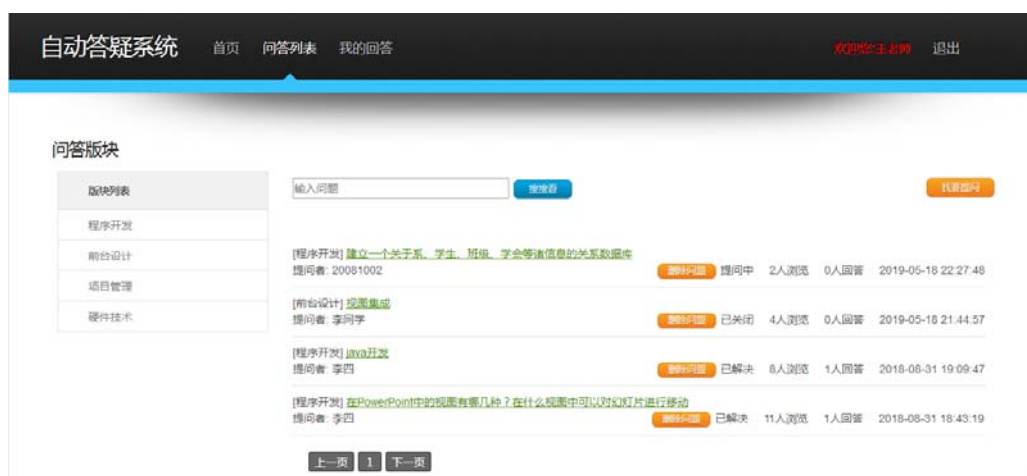 自动答疑系统 首页 问答列表 我的回答 欢迎您:王老师 退出
问答版块
版块列表
程序开发
前台设计
项目管理
硬件技术
输入问题 搜搜看 我要提问
[程序开发] 建立一个关于系、学生、班级、学会等诸信息的关系数据库
提问者: 20081002 删除问题 提问中 2人浏览 0人回答 2019-05-18 22:27:48
[前台设计] 视图集成
提问者: 李同学 删除问题 已关闭 4人浏览 0人回答 2019-05-18 21:44:57
[程序开发] java开发
提问者: 李四 删除问题 已解决 8人浏览 1人回答 2018-08-31 19:09:47
[程序开发] 在PowerPoint中的视图有哪几种？在什么视图中可以对幻灯片进行移动
提问者: 李四 删除问题 已解决 11人浏览 1人回答 2018-08-31 18:43:19
上一页 1 下一页